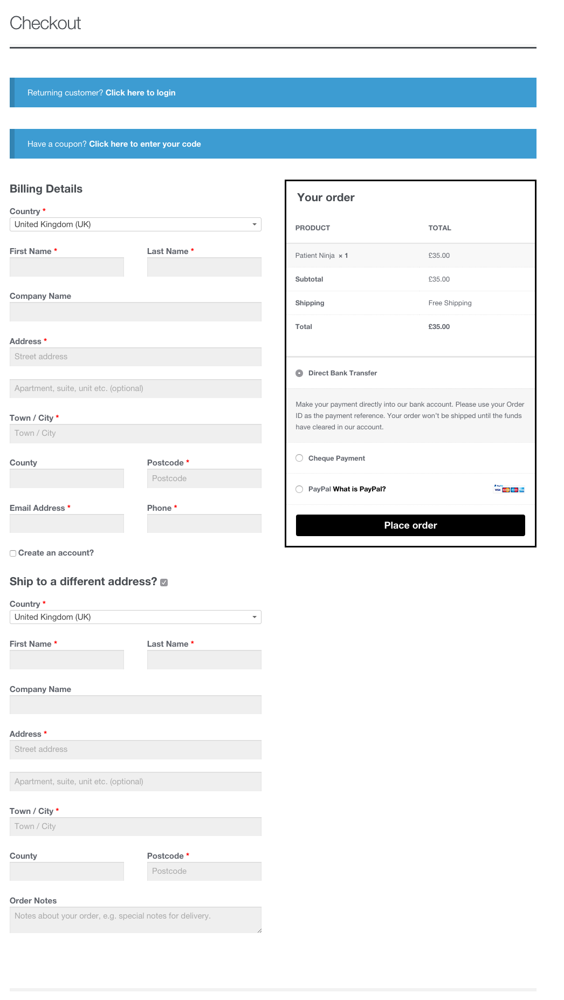 Checkout
Returning customer? Click here to login
Have a coupon? Click here to enter your code
Billing Details
Country *
United Kingdom (UK)
First Name *
Last Name *
Company Name
Address *
Street address
Apartment, suite, unit etc. (optional)
Town / City *
Town / City
County
Postcode *
Postcode
Email Address *
Phone *
Create an account?
Ship to a different address?
Country *
United Kingdom (UK)
First Name *
Last Name *
Company Name
Address *
Street address
Apartment, suite, unit etc. (optional)
Town / City *
Town / City
County
Postcode *
Postcode
Order Notes
Notes about your order, e.g. special notes for delivery.
Your order
PRODUCT TOTAL
Patient Ninja × 1 £35.00
Subtotal £35.00
Shipping Free Shipping
Total £35.00
Direct Bank Transfer
Make your payment directly into our bank account. Please use your Order
ID as the payment reference. Your order won’t be shipped until the funds
have cleared in our account.
Cheque Payment
PayPal What is PayPal?
PayPal
VISA
Place order